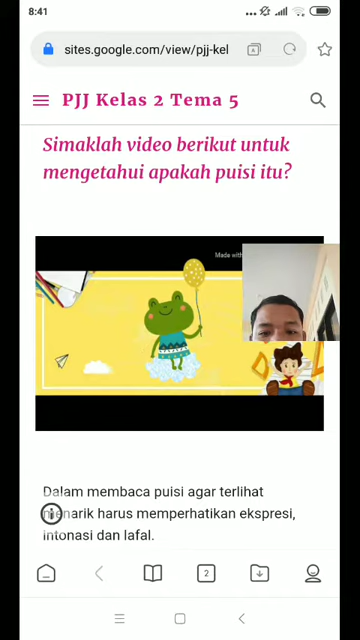 8:41
sites.google.com/view/pjj-kel
PJJ Kelas 2 Tema 5
Simaklah video berikut untuk
mengetahui apakah puisi itu?
Made with
Dalam membaca puisi agar terlihat
menarik harus memperhatikan ekspresi,
intonasi dan lafal.
2